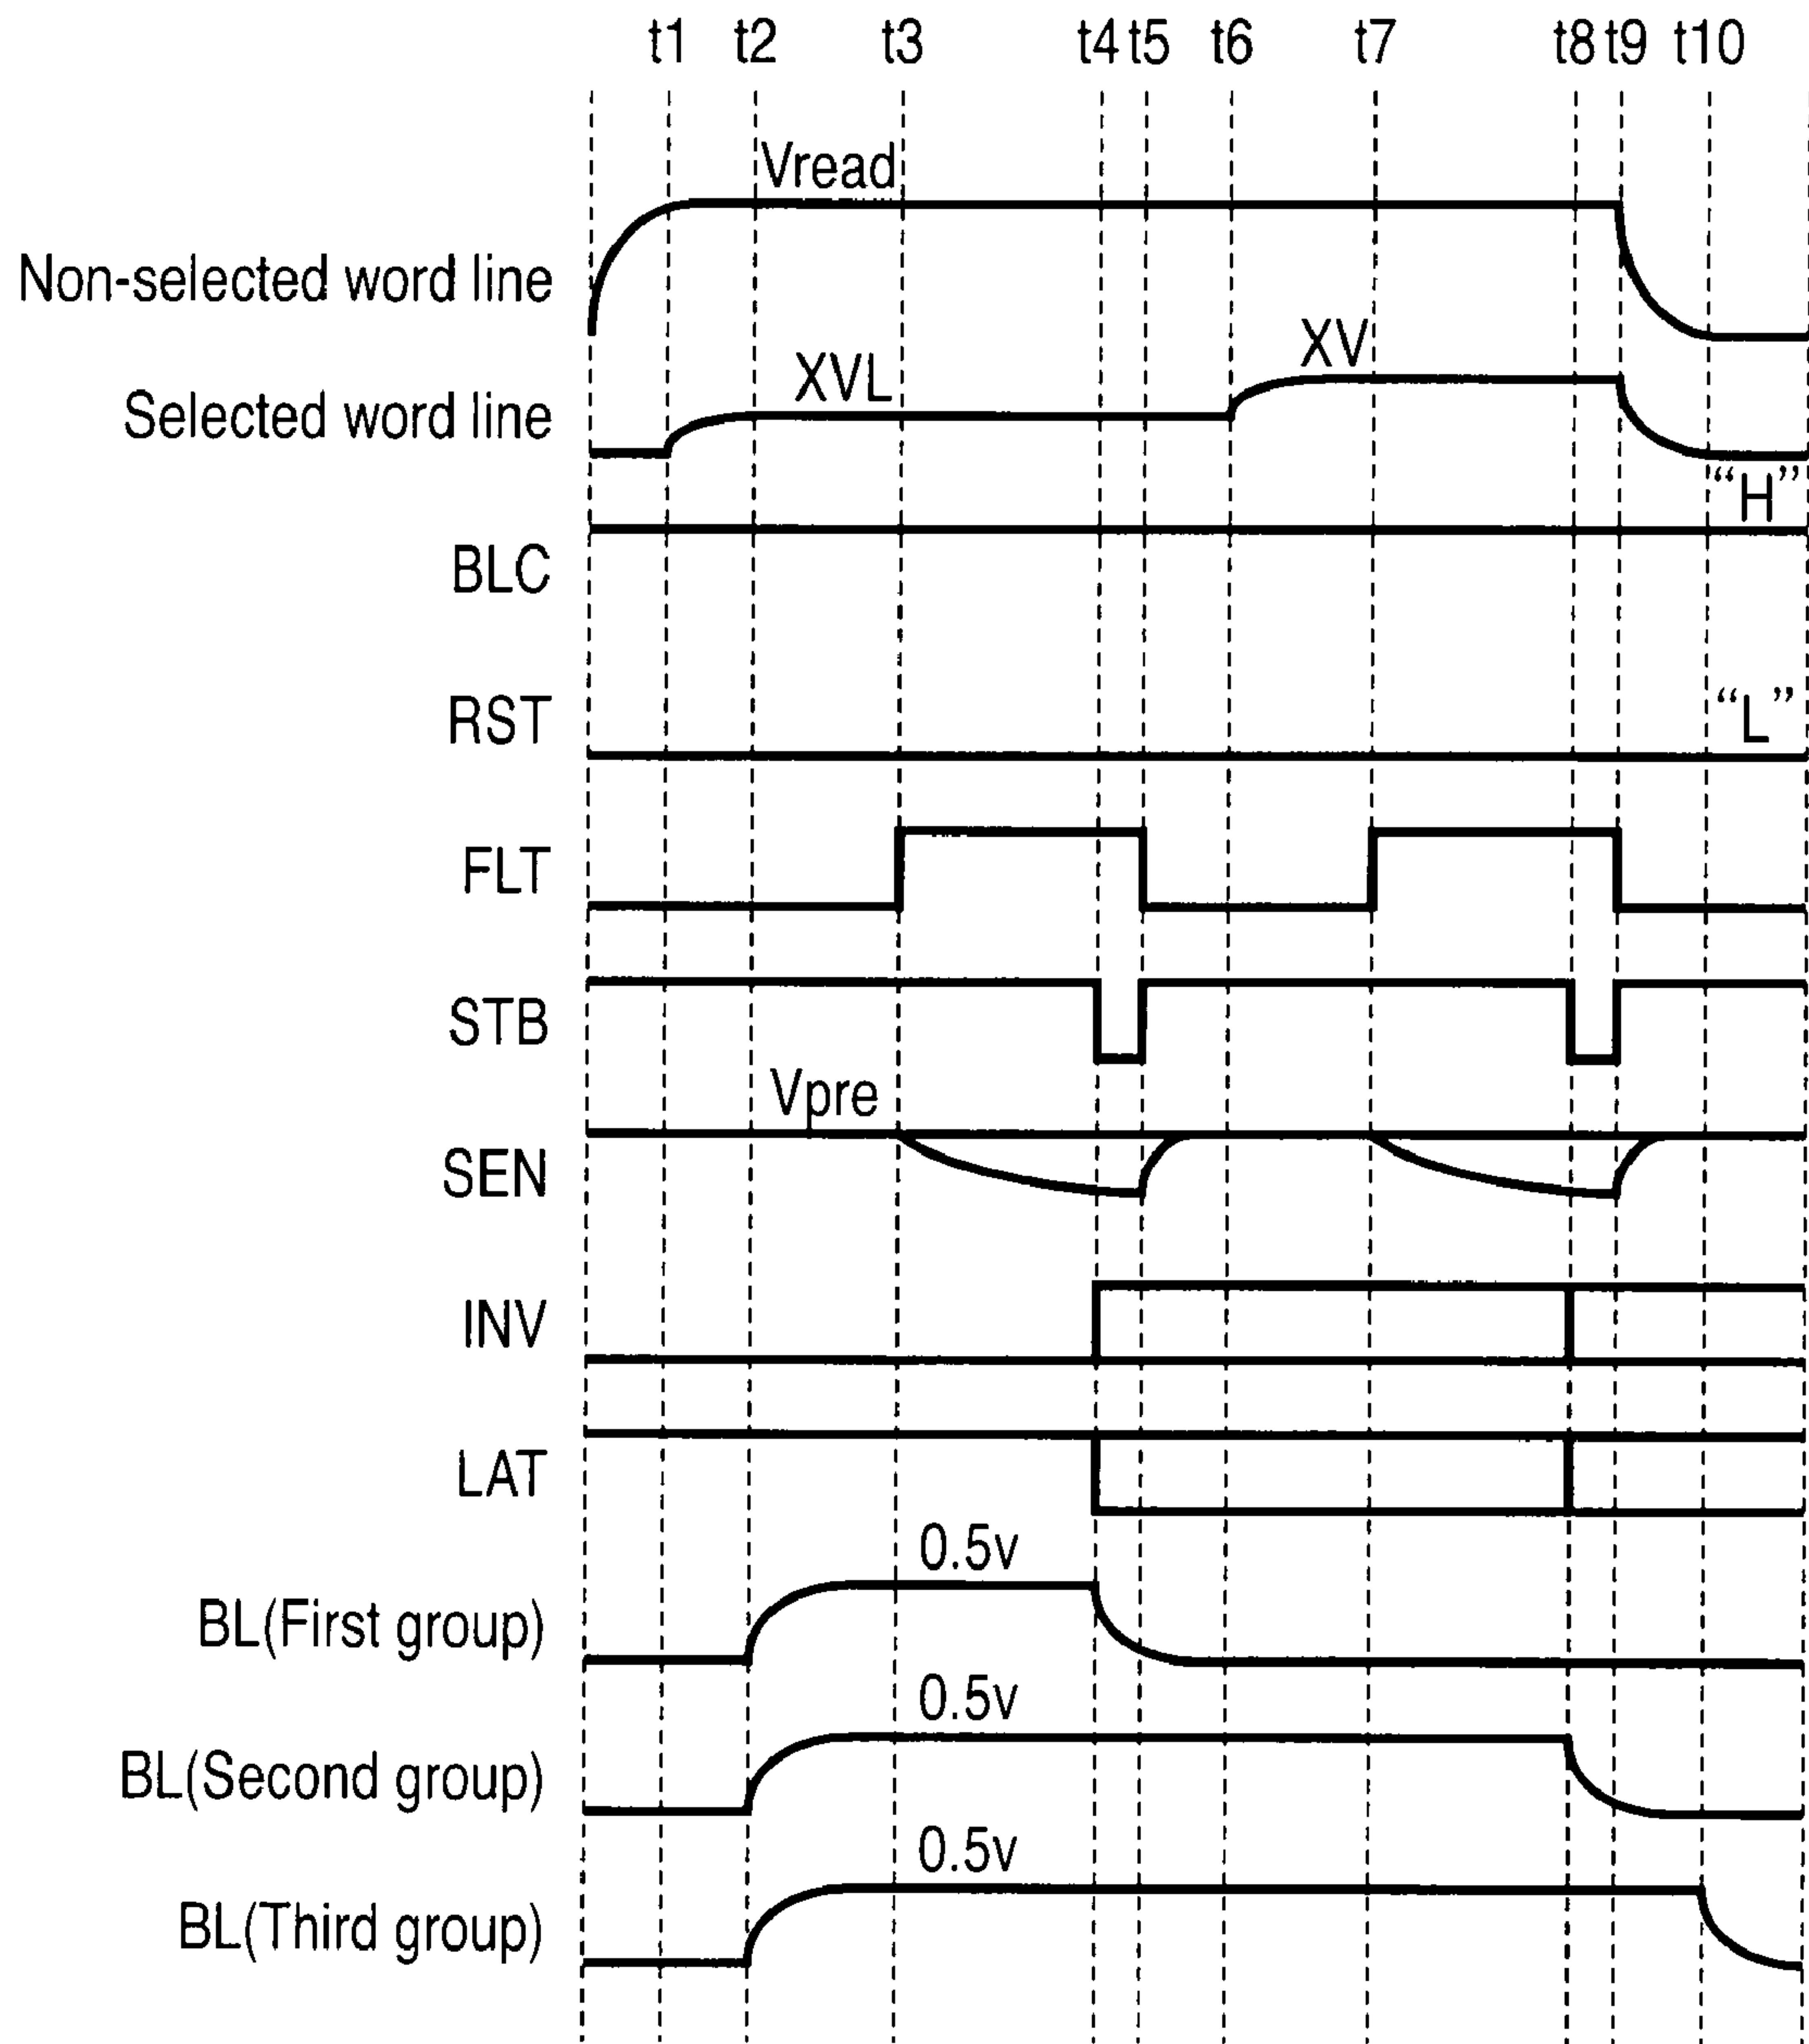 t1 t2 t3 t4 t5 t6 t7 t8 t9 t10
Vread
Non-selected word line
XV
XVL
Selected word line
“H”
BLC
RST
“L”
FLT
STB
Vpre
SEN
INV
LAT
0.5v
BL(First group)
0.5v
BL(Second group)
0.5v
BL(Third group)